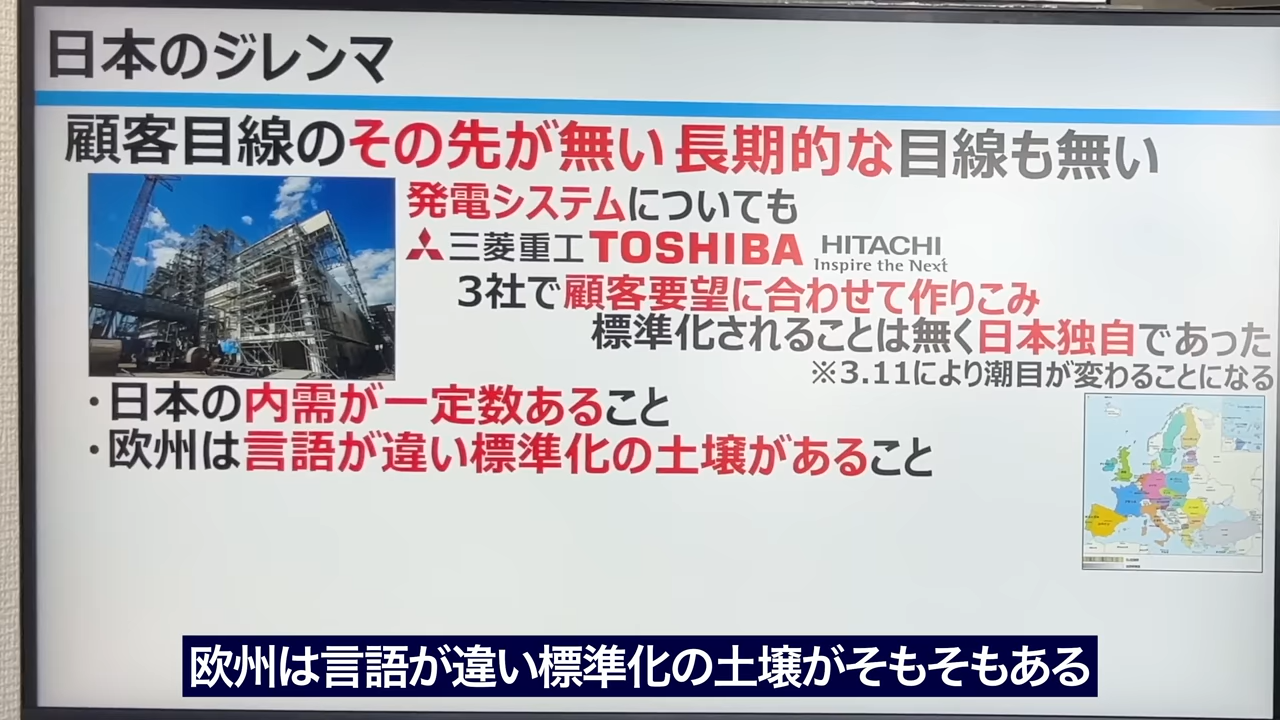 日本のジレンマ
顧客目線のその先が無い 長期的な目線も無い
発電システムについても
三菱重工 TOSHIBA HITACHI
Inspire the Next
3社で顧客要望に合わせて作りこみ
標準化されることは無く日本独自であった
※3.11により潮目が変わることになる
・日本の内需が一定数あること
・欧州は言語が違い標準化の土壌があること
欧州は言語が違い標準化の土壌がそもそもある